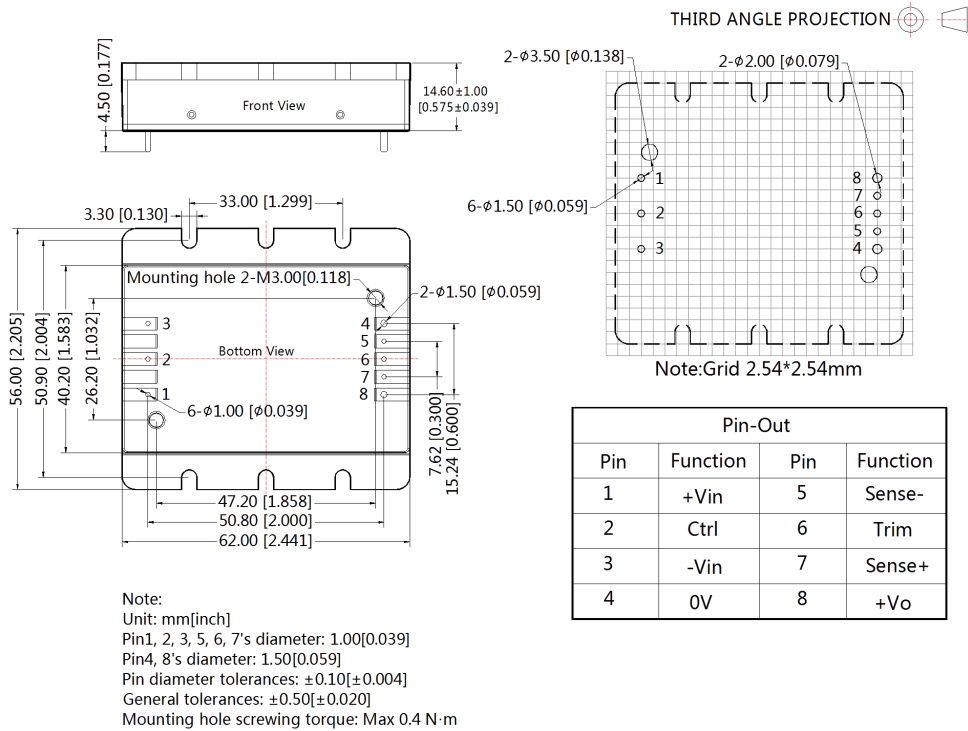 THIRD ANGLE PROJECTION
4.50 [0.177]
Front View
14.60±1.00
[0.575±0.039]
2-ϕ3.50 [ϕ0.138]
2-ϕ2.00 [ϕ0.079]
6-ϕ1.50 [ϕ0.059]
1
2
3
8
7
6
5
4
Note:Grid 2.54*2.54mm
33.00 [1.299]
3.30 [0.130]
Mounting hole 2-M3.00[0.118]
2-ϕ1.50 [ϕ0.059]
56.00 [2.205]
50.90 [2.004]
40.20 [1.583]
26.20 [1.032]
3
2
1
Bottom View
4
5
6
7
8
6-ϕ1.00 [ϕ0.039]
7.62 [0.300]
15.24 [0.600]
47.20 [1.858]
50.80 [2.000]
62.00 [2.441]
Pin-Out
Pin Function Pin Function
1 +Vin 5 Sense-
2 Ctrl 6 Trim
3 -Vin 7 Sense+
4 0V 8 +Vo
Note:
Unit: mm[inch]
Pin1, 2, 3, 5, 6, 7's diameter: 1.00[0.039]
Pin4, 8's diameter: 1.50[0.059]
Pin diameter tolerances: ±0.10[±0.004]
General tolerances: ±0.50[±0.020]
Mounting hole screwing torque: Max 0.4 N·m